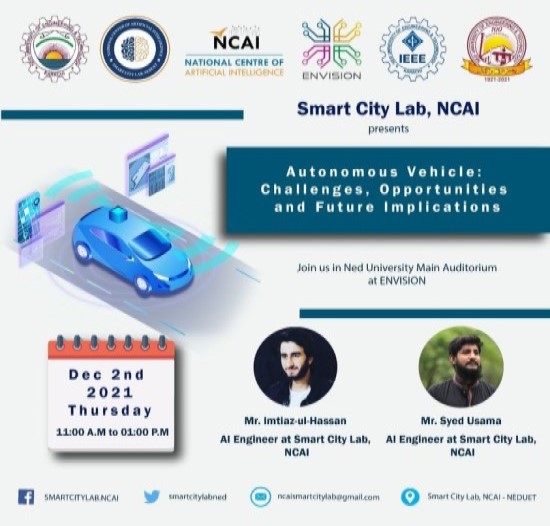 NCAI
NATIONAL CENTRE OF
ARTIFICIAL INTELLIGENCE
ENVISION
IEEE
1921-2021
Smart City Lab, NCAI
presents
Autonomous Vehicle:
Challenges, Opportunities
and Future Implications
Join us in Ned University Main Auditorium
at ENVISION
Dec 2nd
2021
Thursday
11:00 A.M to 01:00 P.M
Mr. Imtiaz-ul-Hassan
AI Engineer at Smart City Lab,
NCAI
Mr. Syed Usama
AI Engineer at Smart City Lab,
NCAI
SMARTCITYLAB.NCAI
smartcitylabned
ncaismartcitylab@gmail.com
Smart City Lab, NCAI - NEDUET